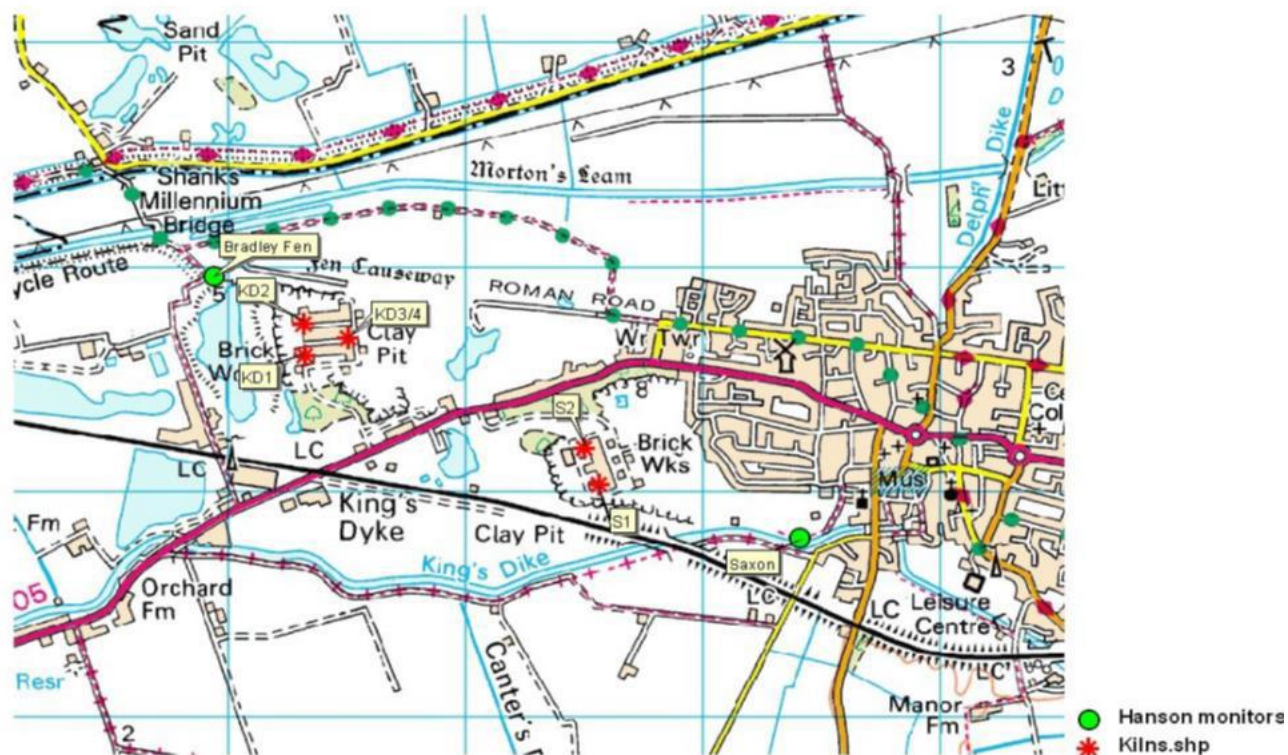 Sand
Pit
3
Dike
Delph
Shanks
Millennium
Bridge
Morton's Leam
Litt
Bradley Fen
ycle Route
Fen Causeway
5
KD2
ROMAN ROAD
KD3/4
Clay
Pit
Wr Twr
Brick
KD1
8
Col
S2
LC
Brick
Wks
LC
Mus
King's
Dyke
Clay Pit
S1
Fm
King's Dike
Saxon
05
Orchard
Fm
LC
LC
Leisure
Centre
LC
Resr
Canter's
Manor
Fm
2
Hanson monitors
Kilns.shp